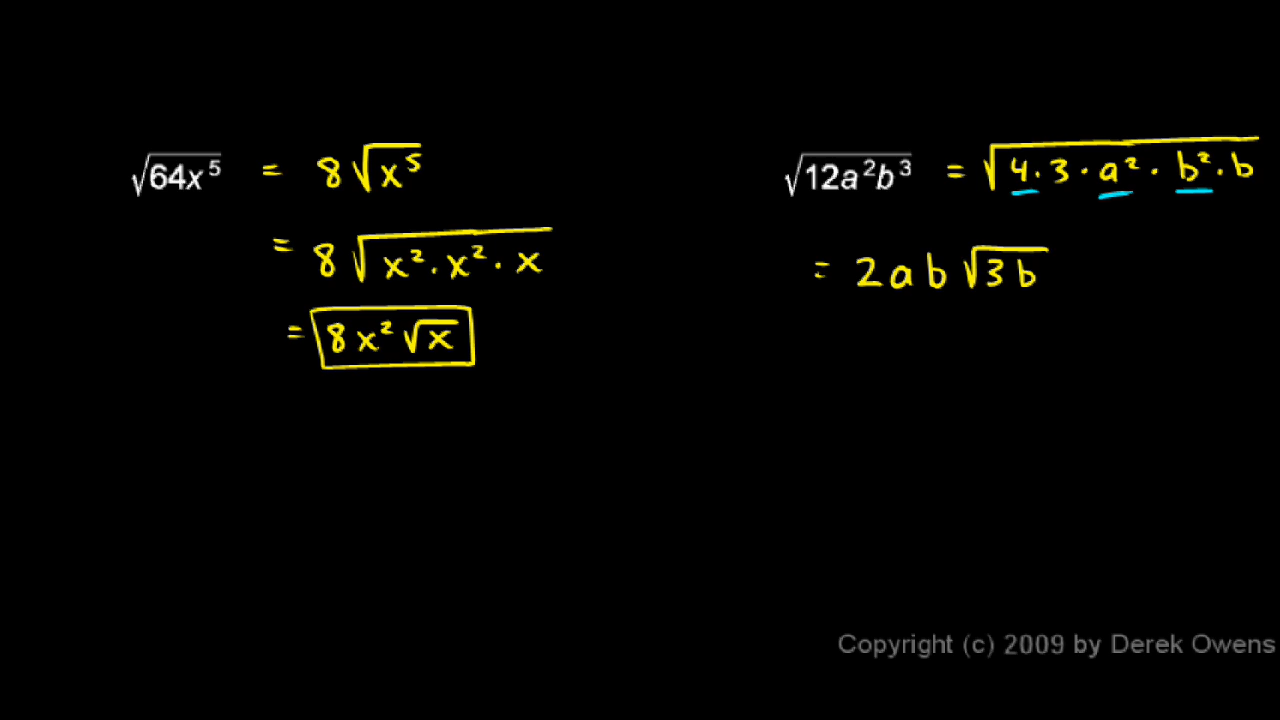 √64x⁵ = 8√x⁵
= 8√x²·x²·x
= 8x²√x
√12a²b³ = √4·3·a²·b²·b
= 2ab√3b
Copyright (c) 2009 by Derek Owens